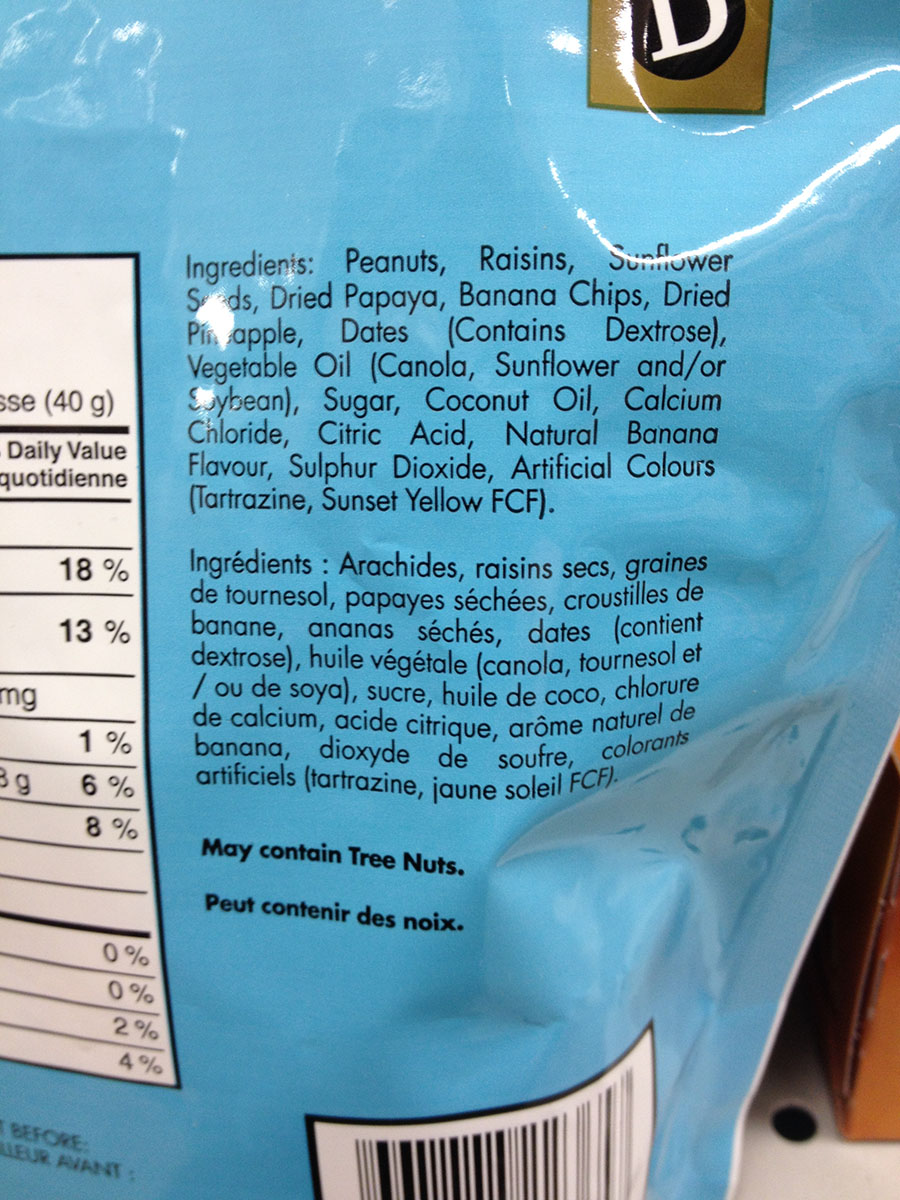 B
Ingredients: Peanuts, Raisins, Sunflower
Seeds, Dried Papaya, Banana Chips, Dried
Pineapple, Dates (Contains Dextrose),
Vegetable Oil (Canola, Sunflower and/or
Soybean), Sugar, Coconut Oil, Calcium
Chloride, Citric Acid, Natural Banana
Flavour, Sulphur Dioxide, Artificial Colours
(Tartrazine, Sunset Yellow FCF).
Ingrédients : Arachides, raisins secs, graines
de tournesol, papayes séchées, croustilles de
banane, ananas séchés, dates (contient
dextrose), huile végétale (canola, tournesol et
/ ou de soya), sucre, huile de coco, chlorure
de calcium, acide citrique, arôme naturel de
banana, dioxyde de soufre, colorants
artificiels (tartrazine, jaune soleil FCF).
May contain Tree Nuts.
Peut contenir des noix.
(40 g)
Daily Value
quotidienne
18 %
13 %
mg
1 %
g 6 %
8 %
0 %
0 %
2 %
4 %
BEFORE:
AVANT :